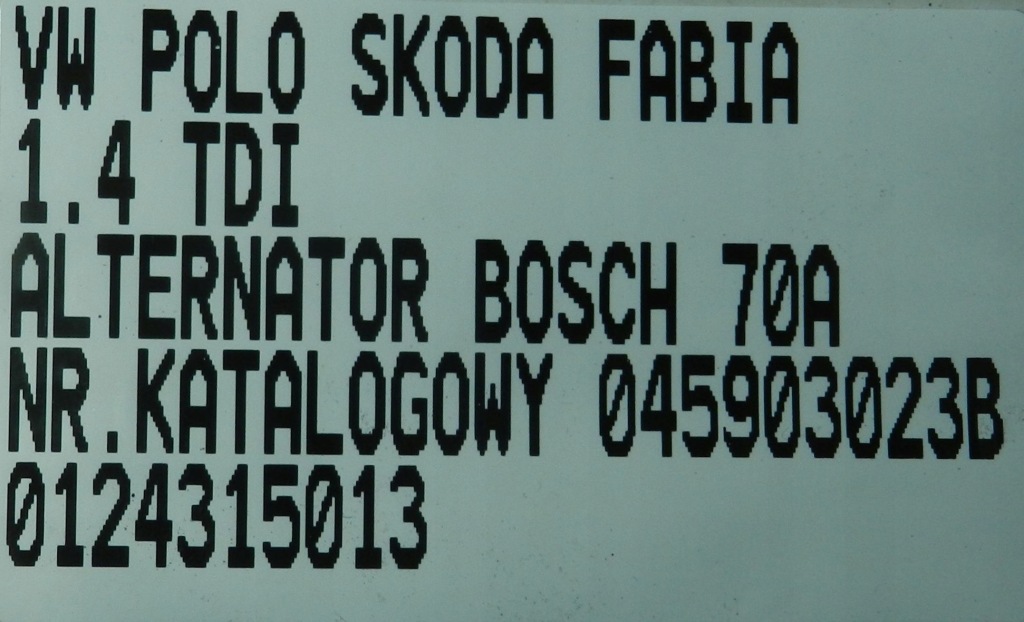 VW POLO SKODA FABIA
1.4 TDI
ALTERNATOR BOSCH 70A
NR.KATALOGOWY 045903023B
0124315013